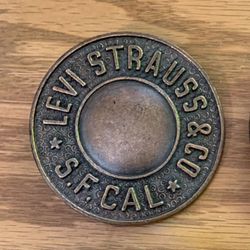 LEVI STRAUSS & CO
★ S.F. CAL ★